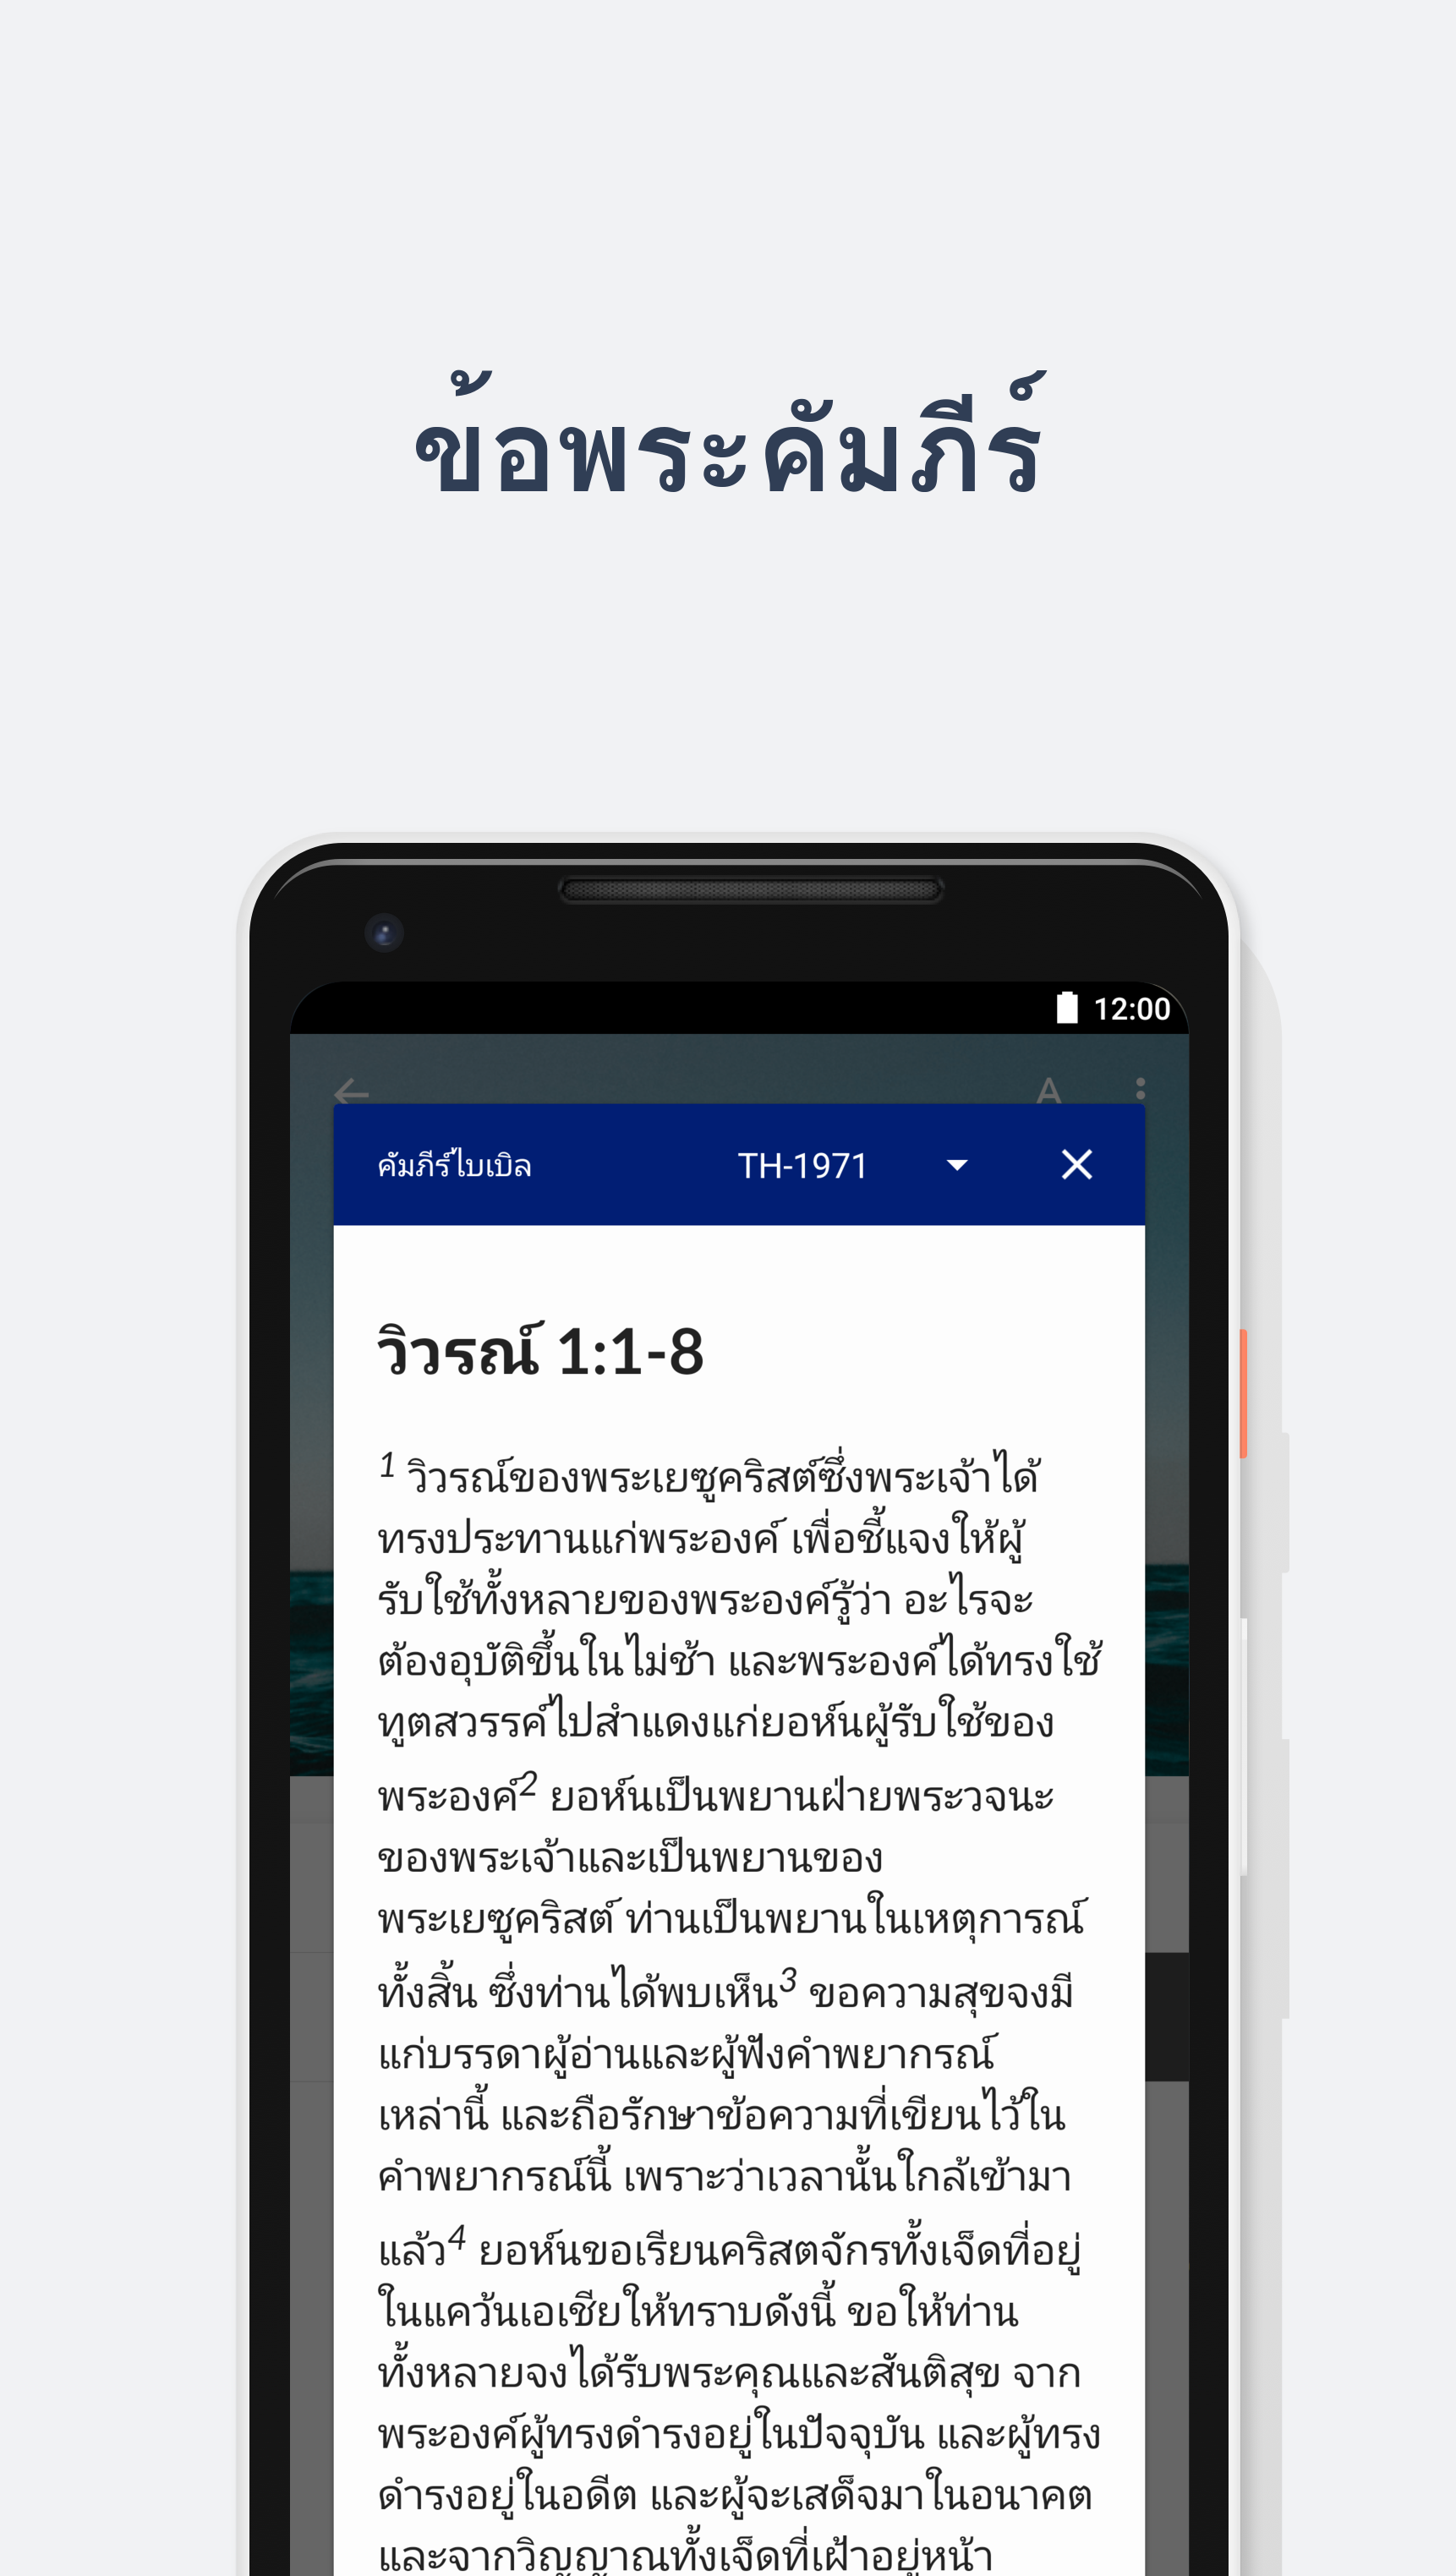 ข้อพระคัมภีร์
12:00
A
คัมภีร์ไบเบิล TH-1971
วิวรณ์ 1:1-8
1 วิวรณ์ของพระเยซูคริสต์ซึ่งพระเจ้าได้
ทรงประทานแก่พระองค์ เพื่อชี้แจงให้ผู้
รับใช้ทั้งหลายของพระองค์รู้ว่า อะไรจะ
ต้องอุบัติขึ้นในไม่ช้า และพระองค์ได้ทรงใช้
ทูตสวรรค์ไปสำแดงแก่ยอห์นผู้รับใช้ของ
พระองค์2 ยอห์นเป็นพยานฝ่ายพระวจนะ
ของพระเจ้าและเป็นพยานของ
พระเยซูคริสต์ ท่านเป็นพยานในเหตุการณ์
ทั้งสิ้น ซึ่งท่านได้พบเห็น3 ขอความสุขจงมี
แก่บรรดาผู้อ่านและผู้ฟังคำพยากรณ์
เหล่านี้ และถือรักษาข้อความที่เขียนไว้ใน
คำพยากรณ์นี้ เพราะว่าเวลานั้นใกล้เข้ามา
แล้ว4 ยอห์นขอเรียนคริสตจักรทั้งเจ็ดที่อยู่
ในแคว้นเอเชียให้ทราบดังนี้ ขอให้ท่าน
ทั้งหลายจงได้รับพระคุณและสันติสุข จาก
พระองค์ผู้ทรงดำรงอยู่ในปัจจุบัน และผู้ทรง
ดำรงอยู่ในอดีต และผู้จะเสด็จมาในอนาคต
และจากวิญญาณทั้งเจ็ดที่เฝ้าอยู่หน้า